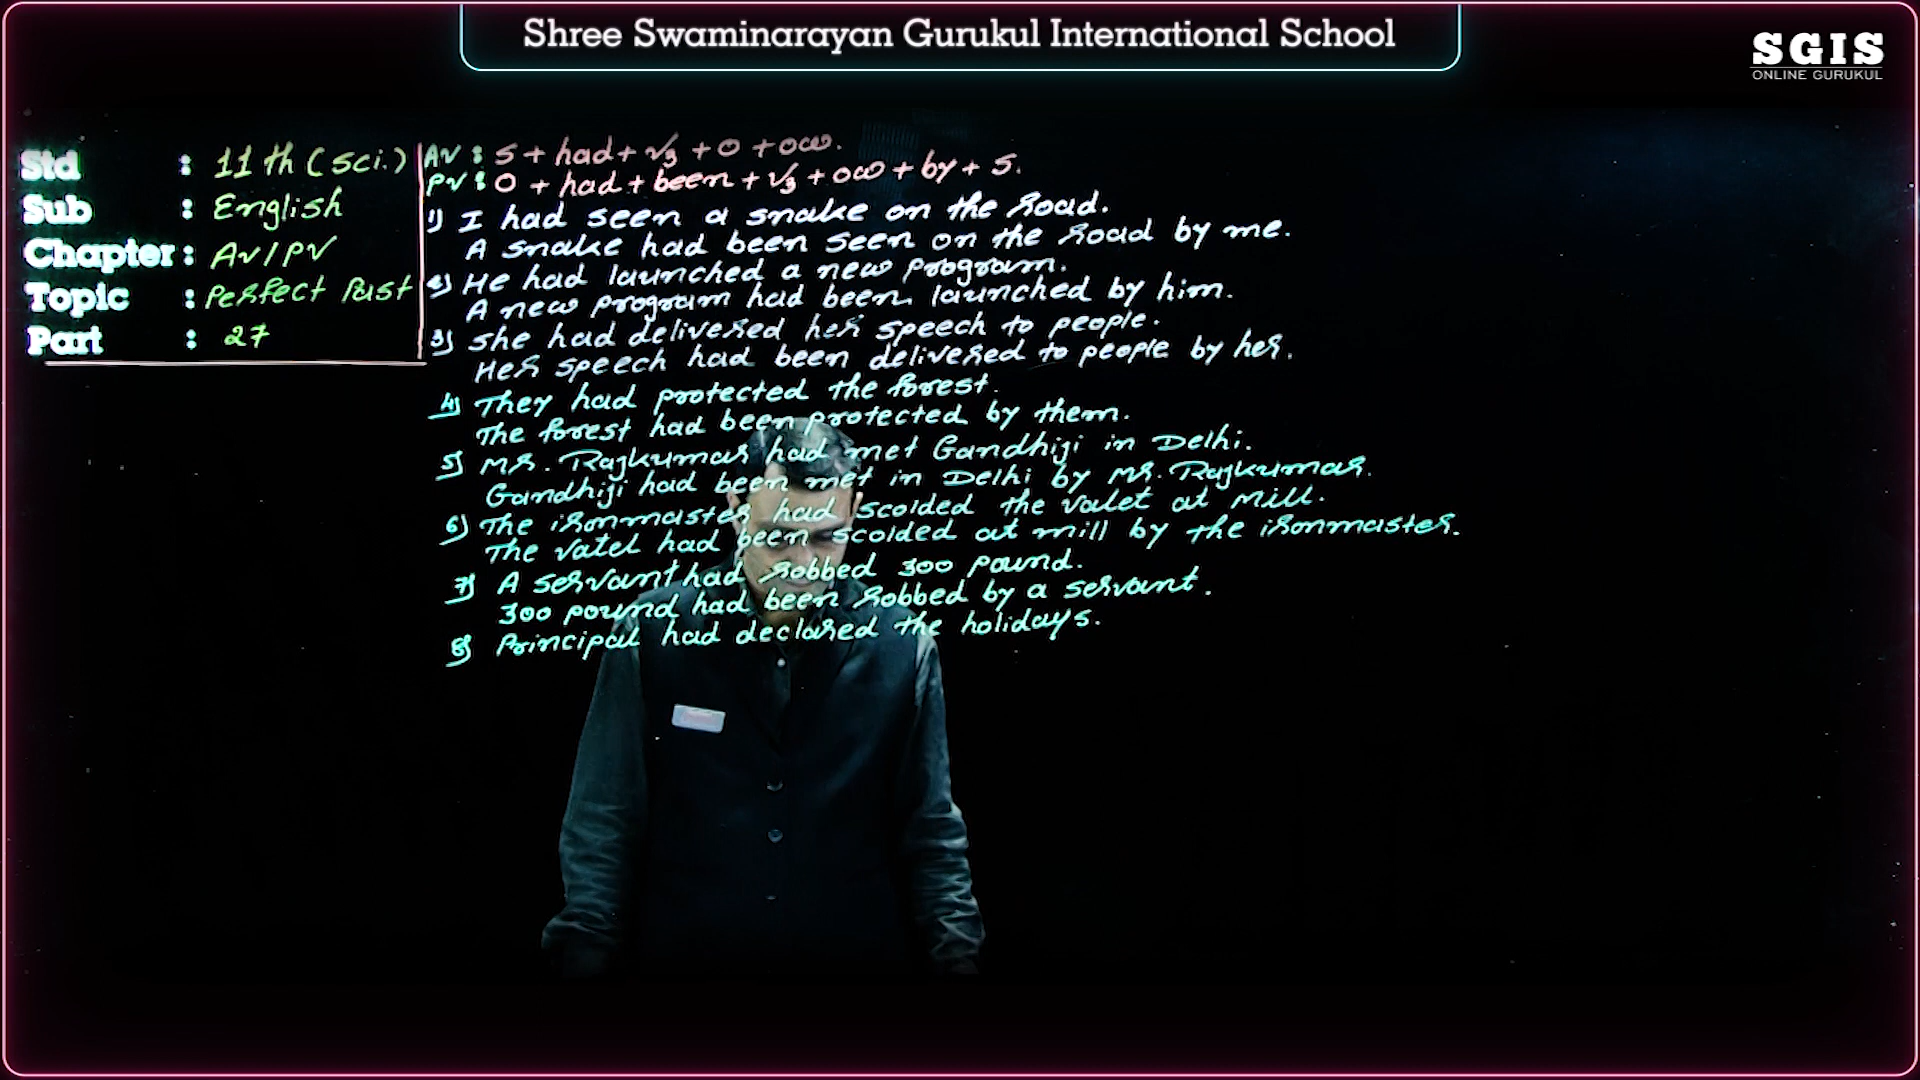 Shree Swaminarayan Gurukul International School
SGIS
ONLINE GURUKUL
Std : 11th (sci.)
Sub : English
Chapter : AV/PV
Topic : Perfect Past
Part : 27
AV : S + had + V3 + O + OW.
PV : O + had + been + V3 + OW + by + S.
1) I had seen a snake on the road.
A snake had been seen on the road by me.
2) He had launched a new program.
A new program had been launched by him.
3) She had delivered her speech to people.
Her speech had been delivered to people by her.
4) They had protected the forest.
The forest had been protected by them.
5) Mr. Rajkumar had met Gandhiji in Delhi.
Gandhiji had been met in Delhi by Mr. Rajkumar.
6) The ironmaster had scolded the valet at mill.
The valet had been scolded at mill by the ironmaster.
7) A servant had robbed 300 pound.
300 pound had been robbed by a servant.
8) Principal had declared the holidays.